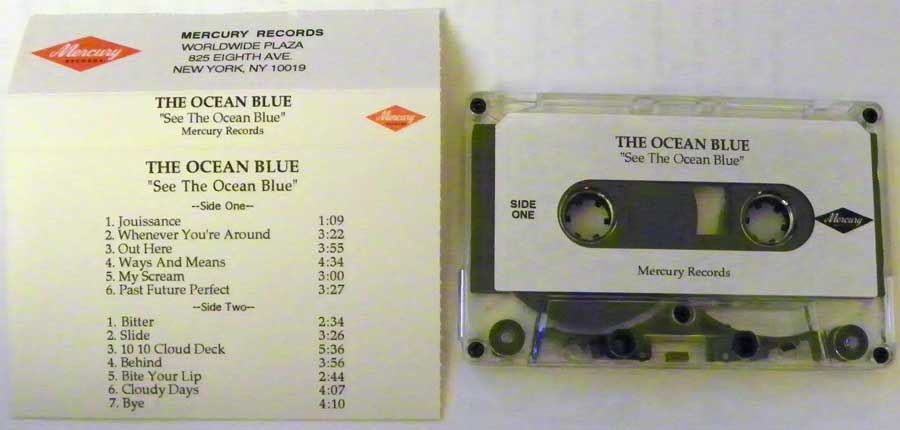 Mercury
RECORDS
MERCURY RECORDS
WORLDWIDE PLAZA
825 EIGHTH AVE.
NEW YORK, NY 10019
THE OCEAN BLUE
"See The Ocean Blue"
Mercury Records
Mercury
THE OCEAN BLUE
"See The Ocean Blue"
--Side One--
1. Jouissance 1:09
2. Whenever You're Around 3:22
3. Out Here 3:55
4. Ways And Means 4:34
5. My Scream 3:00
6. Past Future Perfect 3:27
--Side Two--
1. Bitter 2:34
2. Slide 3:26
3. 10 10 Cloud Deck 5:36
4. Behind 3:56
5. Bite Your Lip 2:44
6. Cloudy Days 4:07
7. Bye 4:10
THE OCEAN BLUE
"See The Ocean Blue"
SIDE
ONE
Mercury
Mercury Records